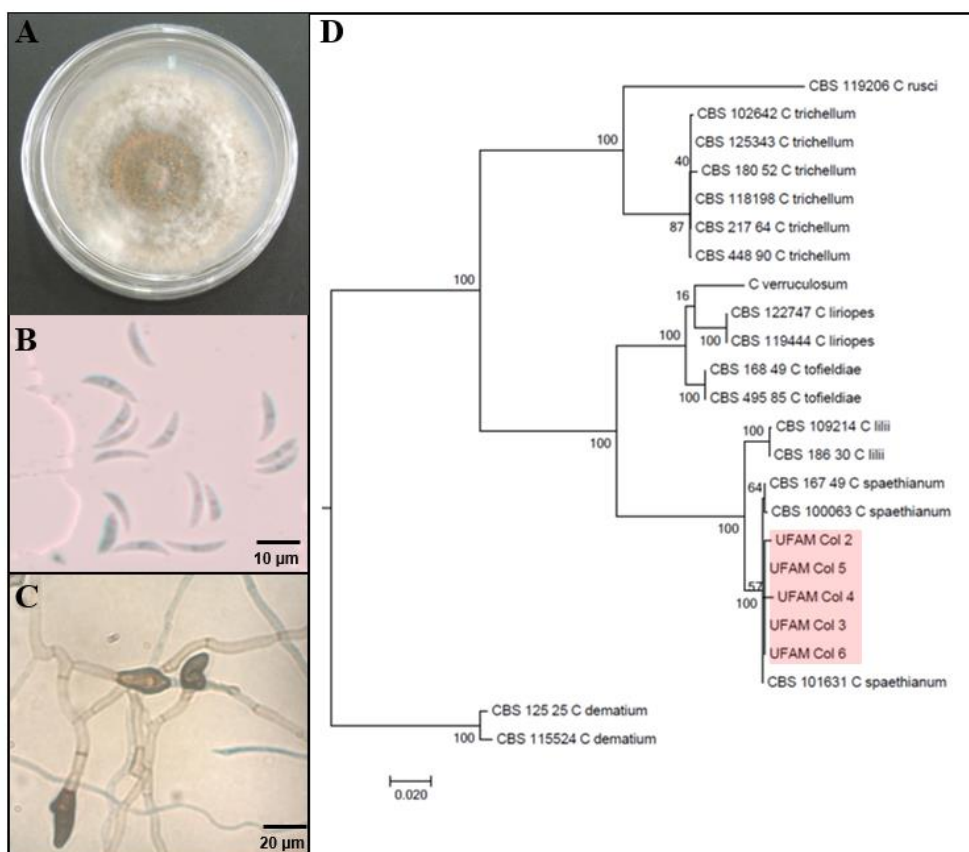 A
B
10 µm
C
20 µm
D
CBS 119206 C rusci
100
CBS 102642 C trichellum
CBS 125343 C trichellum
40
CBS 180 52 C trichellum
CBS 118198 C trichellum
87
CBS 217 64 C trichellum
CBS 448 90 C trichellum
100
C verruculosum
16
CBS 122747 C liriopes
100
100
CBS 119444 C liriopes
CBS 168 49 C tofieldiae
100
CBS 495 85 C tofieldiae
100
CBS 109214 C lilii
100
CBS 186 30 C lilii
CBS 167 49 C spaethianum
64
CBS 100063 C spaethianum
100
UFAM Col 2
UFAM Col 5
57
UFAM Col 4
100
UFAM Col 3
UFAM Col 6
CBS 101631 C spaethianum
CBS 125 25 C dematium
100
CBS 115524 C dematium
0.020